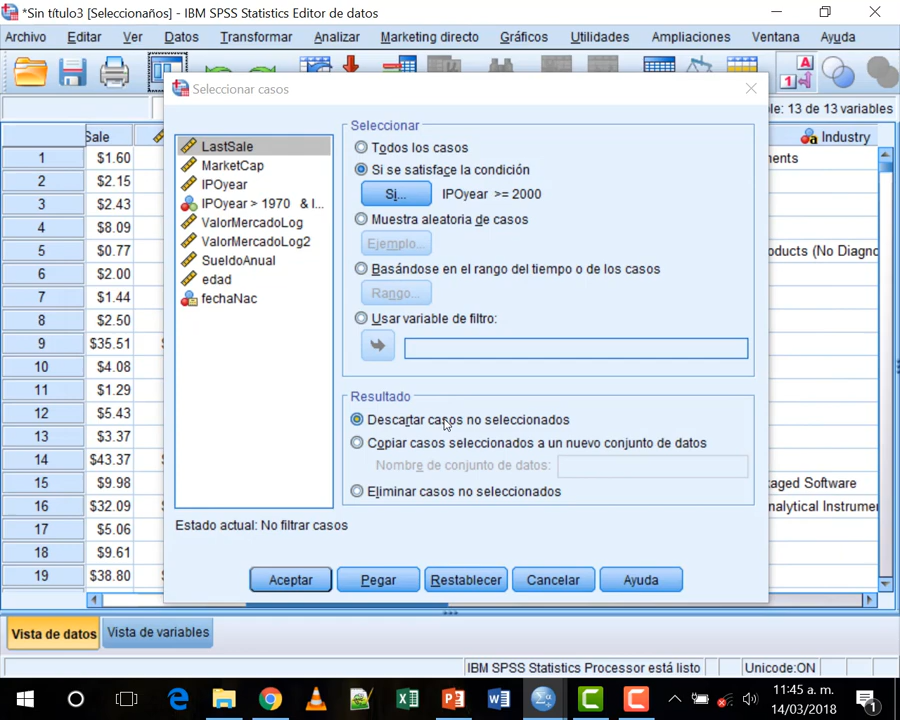 *Sin título3 [Seleccionaños] - IBM SPSS Statistics Editor de datos
Archivo Editar Ver Datos Transformar Analizar Marketing directo Gráficos Utilidades Ampliaciones Ventana Ayuda
Seleccionar casos
13 de 13 variables
Sale
Industry
LastSale
MarketCap
IPOyear
IPOyear > 1970 & I...
ValorMercadoLog
ValorMercadoLog2
SueldoAnual
edad
fechaNac
Seleccionar
Todos los casos
Si se satisface la condición
Si... IPOyear >= 2000
Muestra aleatoria de casos
Ejemplo...
Basándose en el rango del tiempo o de los casos
Rango...
Usar variable de filtro:
Resultado
Descartar casos no seleccionados
Copiar casos seleccionados a un nuevo conjunto de datos
Nombre de conjunto de datos:
Eliminar casos no seleccionados
Estado actual: No filtrar casos
Aceptar Pegar Restablecer Cancelar Ayuda
1 $1.60
2 $2.15
3 $2.43
4 $8.09
5 $0.77 (No Diagno
6 $2.00
7 $1.44
8 $2.50
9 $35.51
10 $4.08
11 $1.29
12 $5.43
13 $3.37
14 $43.37
15 $9.98 Software
16 $32.09
17 $5.06
18 $9.61
19 $38.80
Vista de datos Vista de variables
IBM SPSS Statistics Processor está listo Unicode:ON
11:45 a. m.
14/03/2018
1